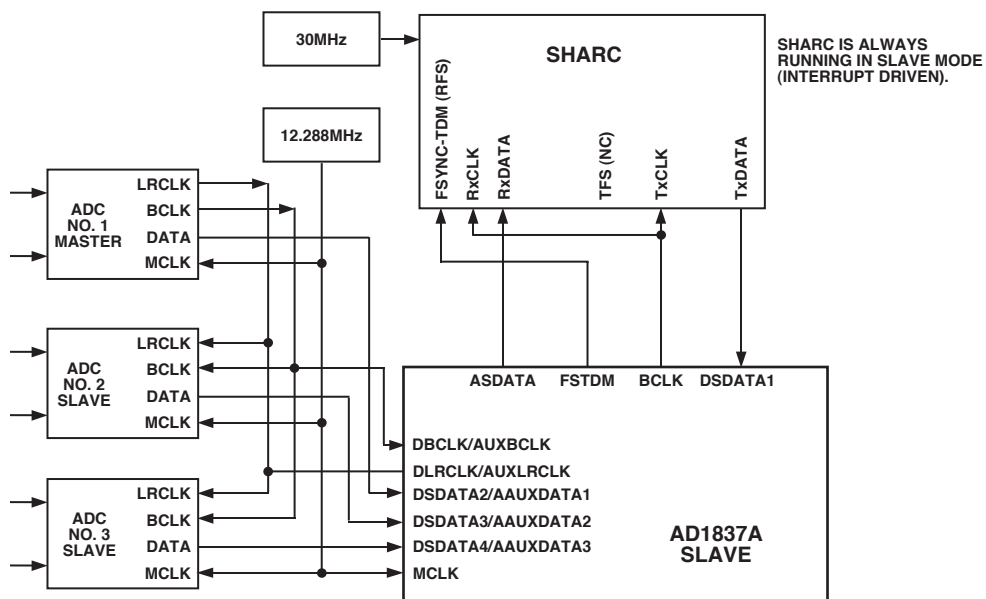 30MHz
SHARC
SHARC IS ALWAYS
RUNNING IN SLAVE MODE
(INTERRUPT DRIVEN).
12.288MHz
FSYNC-TDM (RFS)
RxCLK
RxDATA
TFS (NC)
TxCLK
TxDATA
ADC
NO. 1
MASTER
LRCLK
BCLK
DATA
MCLK
ADC
NO. 2
SLAVE
LRCLK
BCLK
DATA
MCLK
ADC
NO. 3
SLAVE
LRCLK
BCLK
DATA
MCLK
ASDATA
FSTDM
BCLK
DSDATA1
DBCLK/AUXBCLK
DLRCLK/AUXLRCLK
DSDATA2/AAUXDATA1
DSDATA3/AAUXDATA2
DSDATA4/AAUXDATA3
MCLK
AD1837A
SLAVE